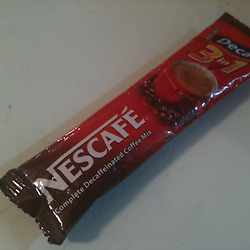 Deca
3in1
NESCAFÉ
Complete Decaffeinated Coffee Mix